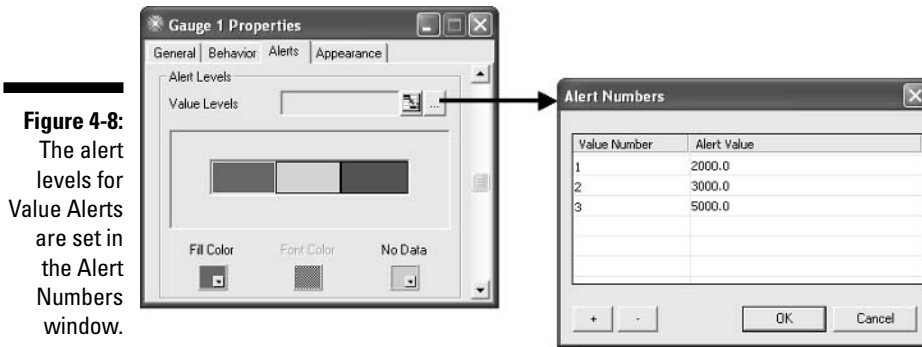 Figure 4-8:
The alert
levels for
Value Alerts
are set in
the Alert
Numbers
window.
Gauge 1 Properties
General Behavior Alerts Appearance
Alert Levels
Value Levels ...
Fill Color Font Color No Data
Alert Numbers
Value Number Alert Value
1 2000.0
2 3000.0
3 5000.0
+ - OK Cancel